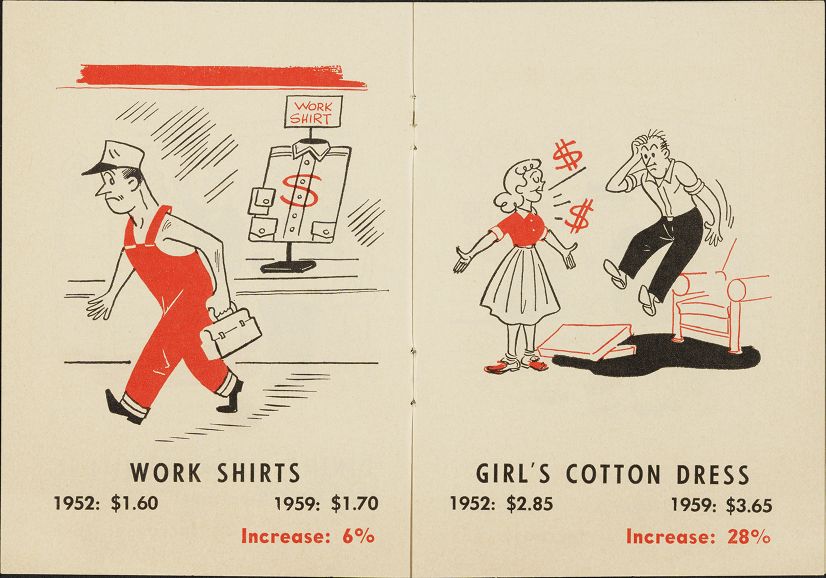 WORK
SHIRT
$
WORK SHIRTS
1952: $1.60 1959: $1.70
Increase: 6%
$
$
GIRL'S COTTON DRESS
1952: $2.85 1959: $3.65
Increase: 28%